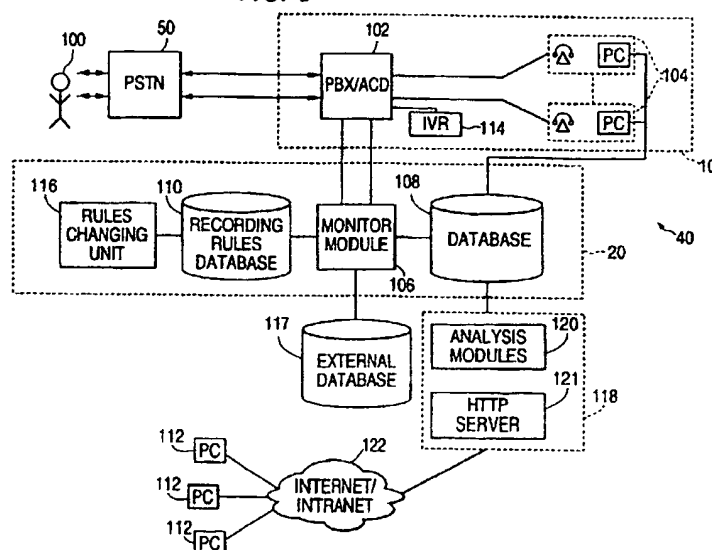 100
50
PSTN
102
PBX/ACD
IVR
114
PC
PC
104
10
116
RULES
CHANGING
UNIT
110
RECORDING
RULES
DATABASE
MONITOR
MODULE
106
108
DATABASE
20
40
117
EXTERNAL
DATABASE
ANALYSIS
MODULES
120
HTTP
SERVER
121
118
112
PC
112
PC
112
PC
122
INTERNET/
INTRANET